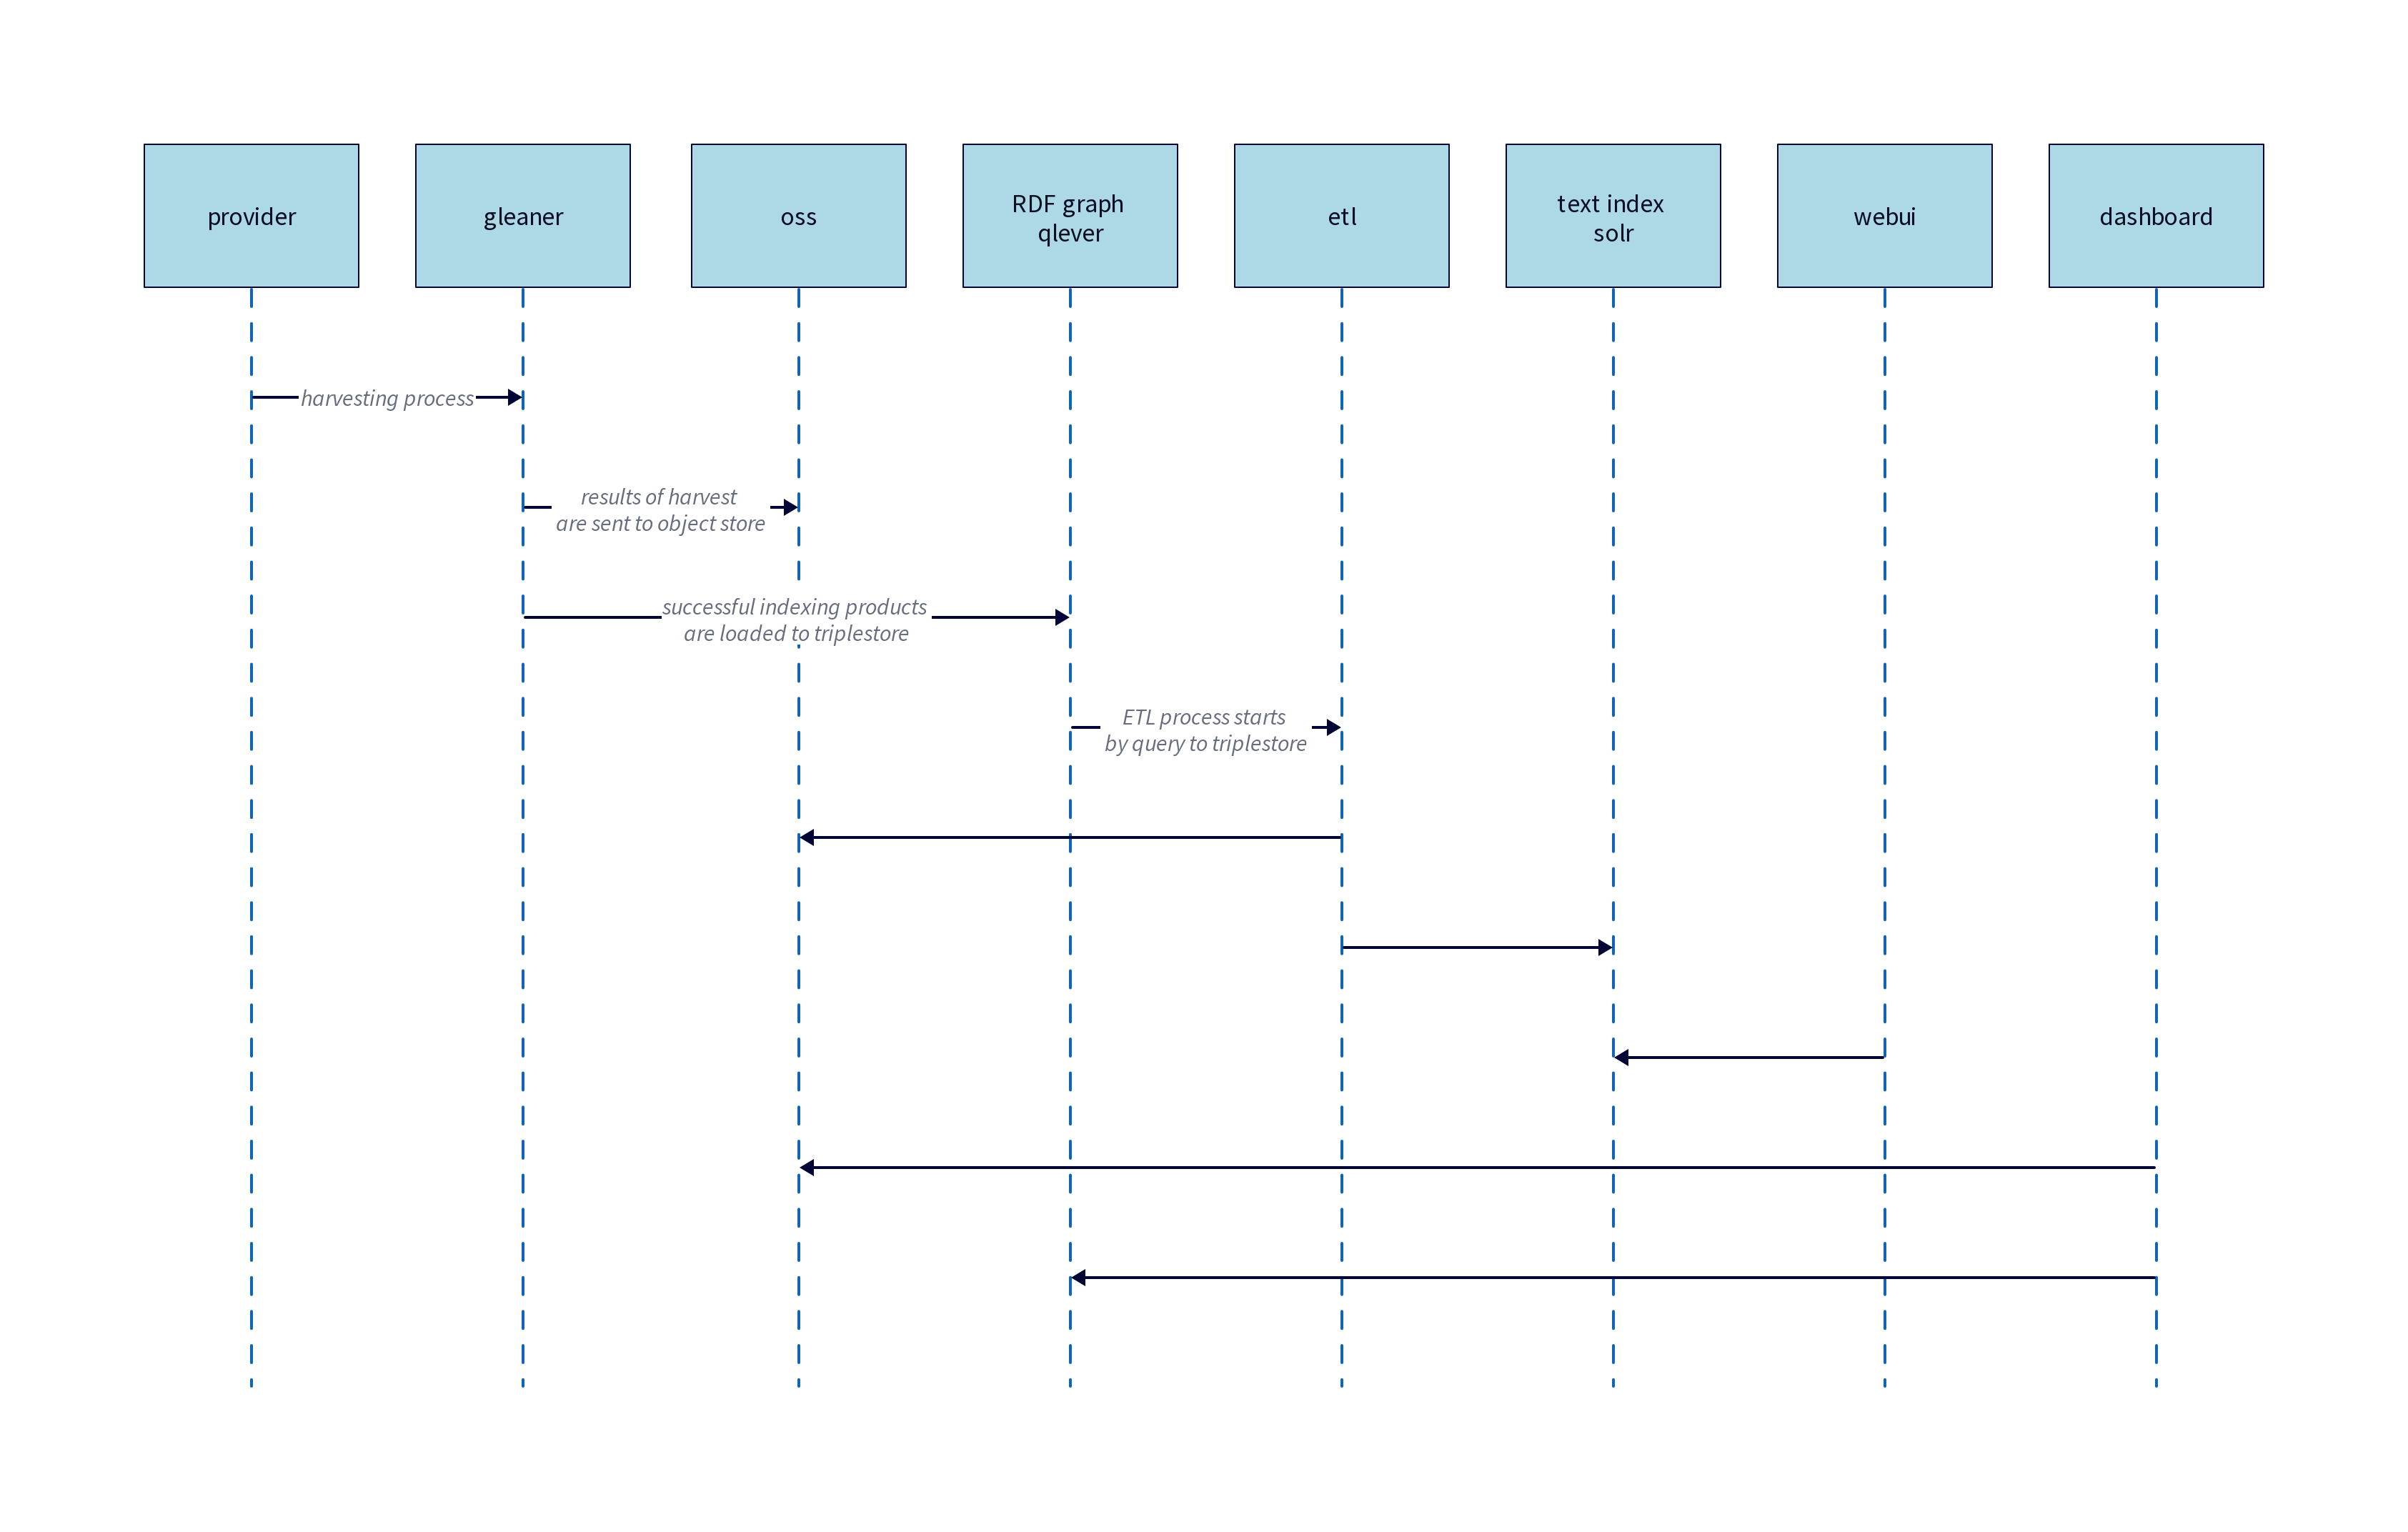 provider
gleaner
oss
RDF graph
qlever
etl
text index
solr
webui
dashboard
harvesting process
results of harvest
are sent to object store
successful indexing products
are loaded to triplestore
ETL process starts
by query to triplestore